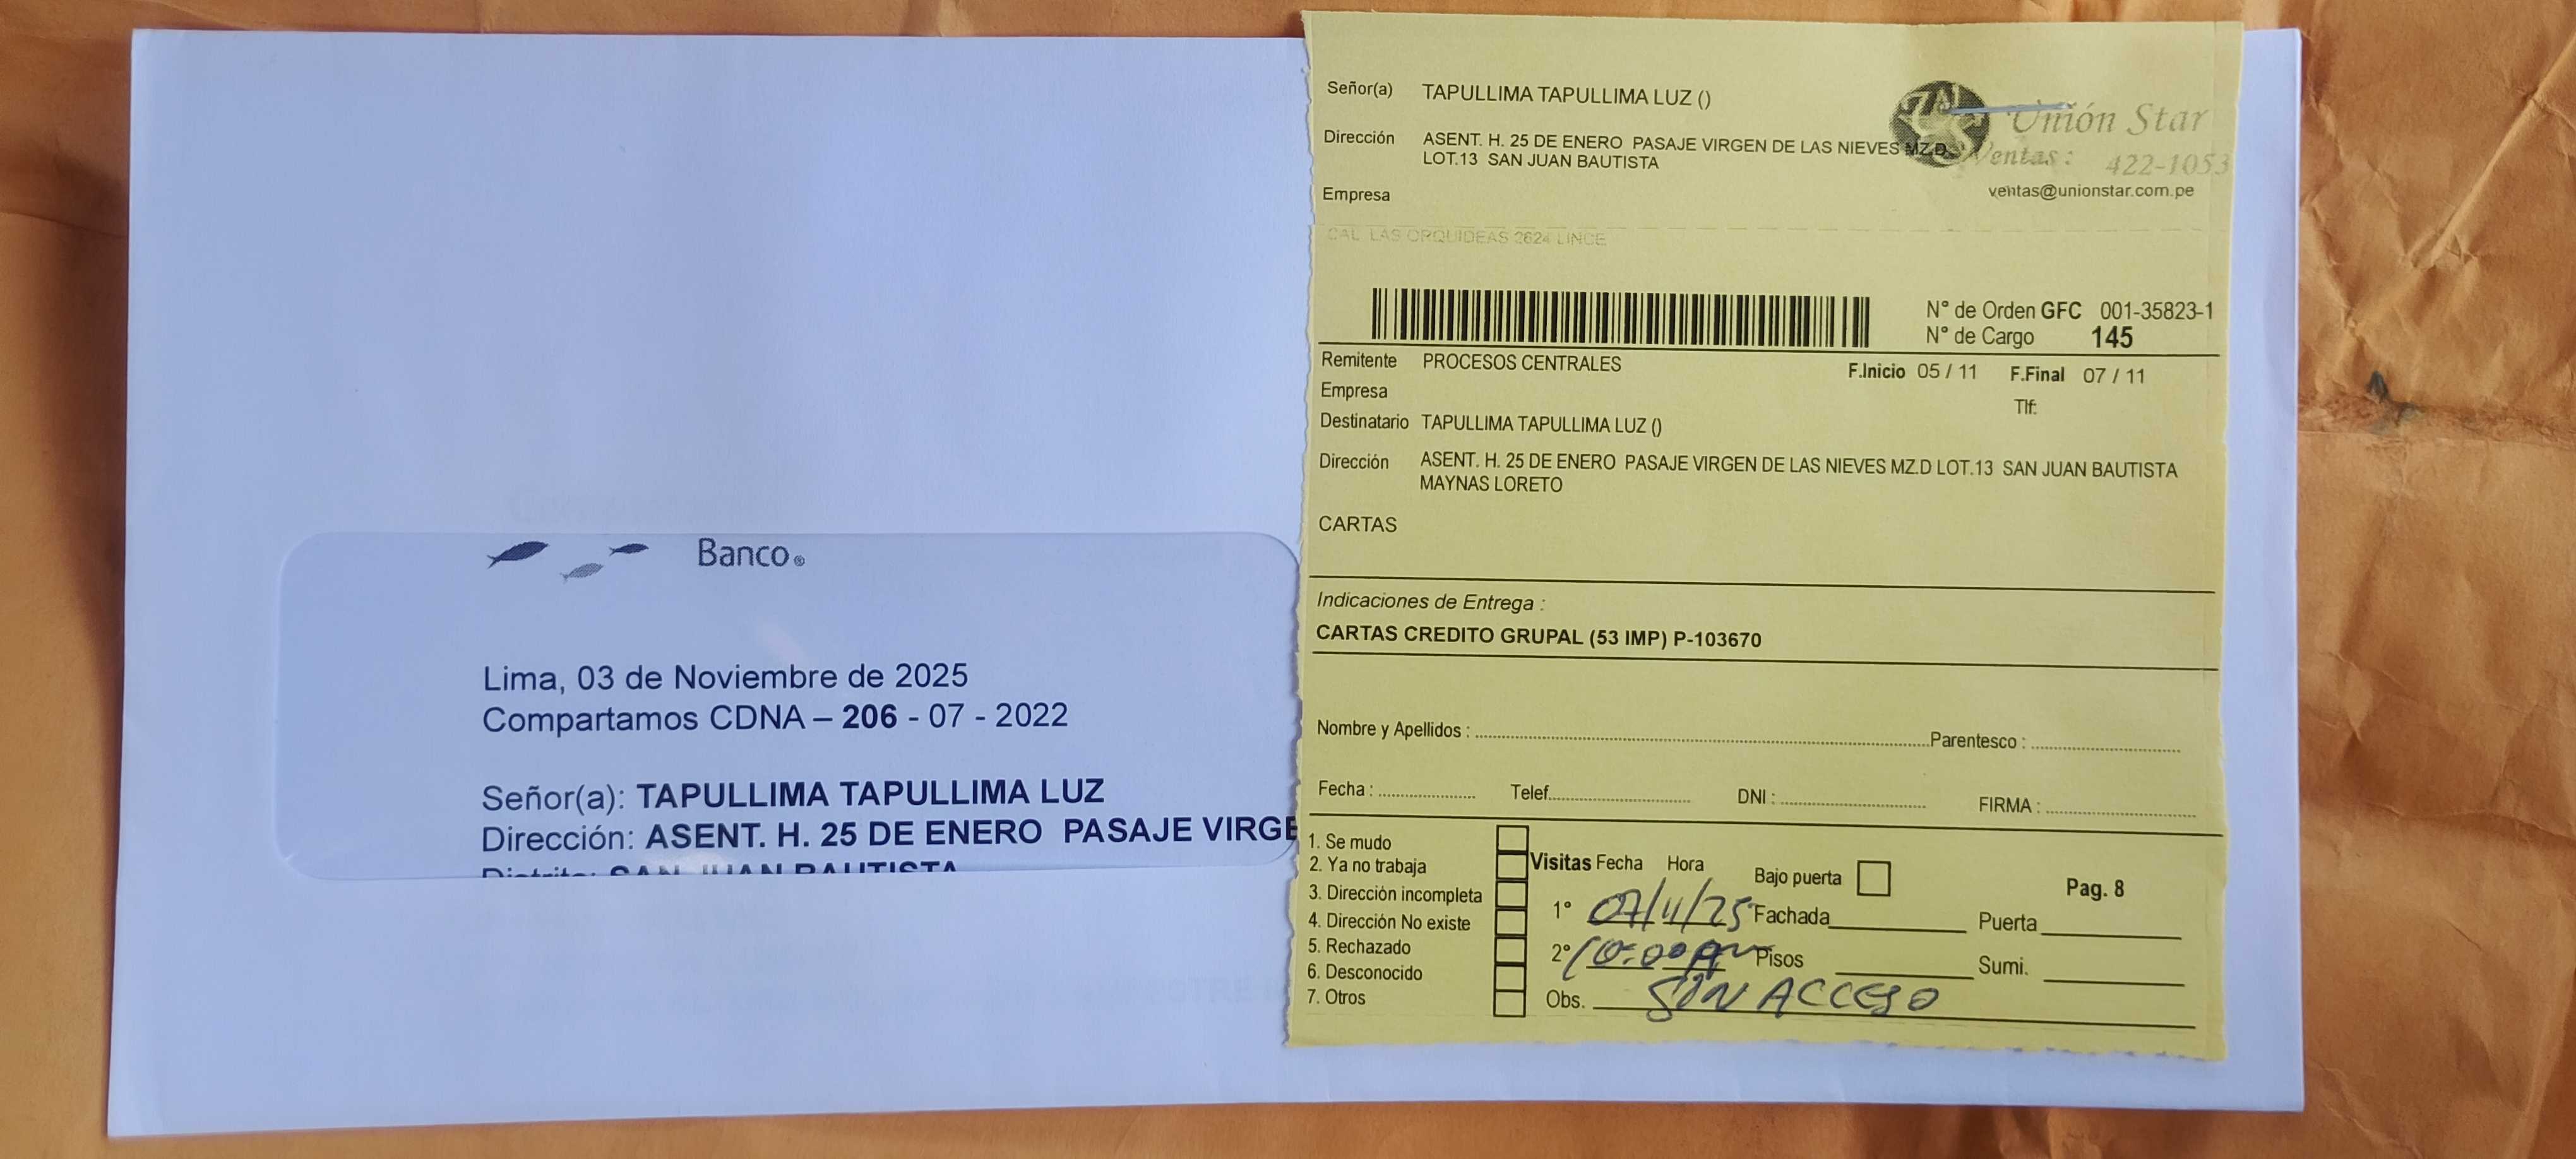 Banco
Lima, 03 de Noviembre de 2025
Compartamos CDNA – 206 - 07 - 2022
Señor(a): TAPULLIMA TAPULLIMA LUZ
Dirección: ASENT. H. 25 DE ENERO PASAJE VIRGE
Distrito: SAN JUAN BAUTISTA
Señor(a) TAPULLIMA TAPULLIMA LUZ ()
Dirección ASENT. H. 25 DE ENERO PASAJE VIRGEN DE LAS NIEVES MZ.D
LOT.13 SAN JUAN BAUTISTA
Empresa
Unión Star
Ventas: 422-1053
ventas@unionstar.com.pe
CAL LAS ORQUIDEAS 2624 LINCE
N° de Orden GFC 001-35823-1
N° de Cargo 145
Remitente PROCESOS CENTRALES
F.Inicio 05 / 11 F.Final 07 / 11
Empresa
Tlf:
Destinatario TAPULLIMA TAPULLIMA LUZ ()
Dirección ASENT. H. 25 DE ENERO PASAJE VIRGEN DE LAS NIEVES MZ.D LOT.13 SAN JUAN BAUTISTA
MAYNAS LORETO
CARTAS
Indicaciones de Entrega :
CARTAS CREDITO GRUPAL (53 IMP) P-103670
Nombre y Apellidos : Parentesco :
Fecha : Telef. DNI : FIRMA :
1. Se mudo
2. Ya no trabaja
3. Dirección incompleta
4. Dirección No existe
5. Rechazado
6. Desconocido
7. Otros
Visitas Fecha Hora Bajo puerta Pag. 8
1° 07/11/25 Fachada Puerta
2° 10:00 Am Pisos Sumi.
Obs. SIN ACCESO